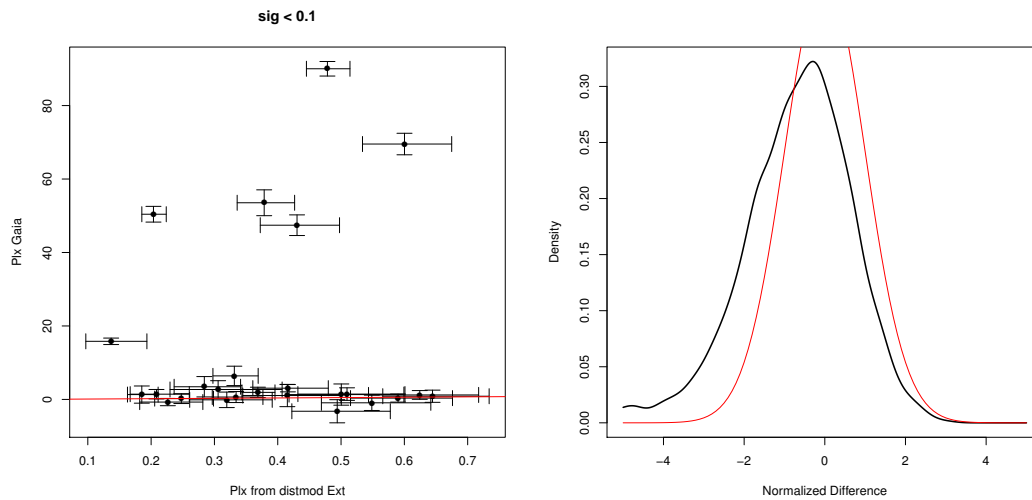 sig < 0.1
Plx Gaia
80
60
40
20
0
0.1 0.2 0.3 0.4 0.5 0.6 0.7
Plx from distmod Ext
Density
0.30
0.25
0.20
0.15
0.10
0.05
0.00
−4 −2 0 2 4
Normalized Difference